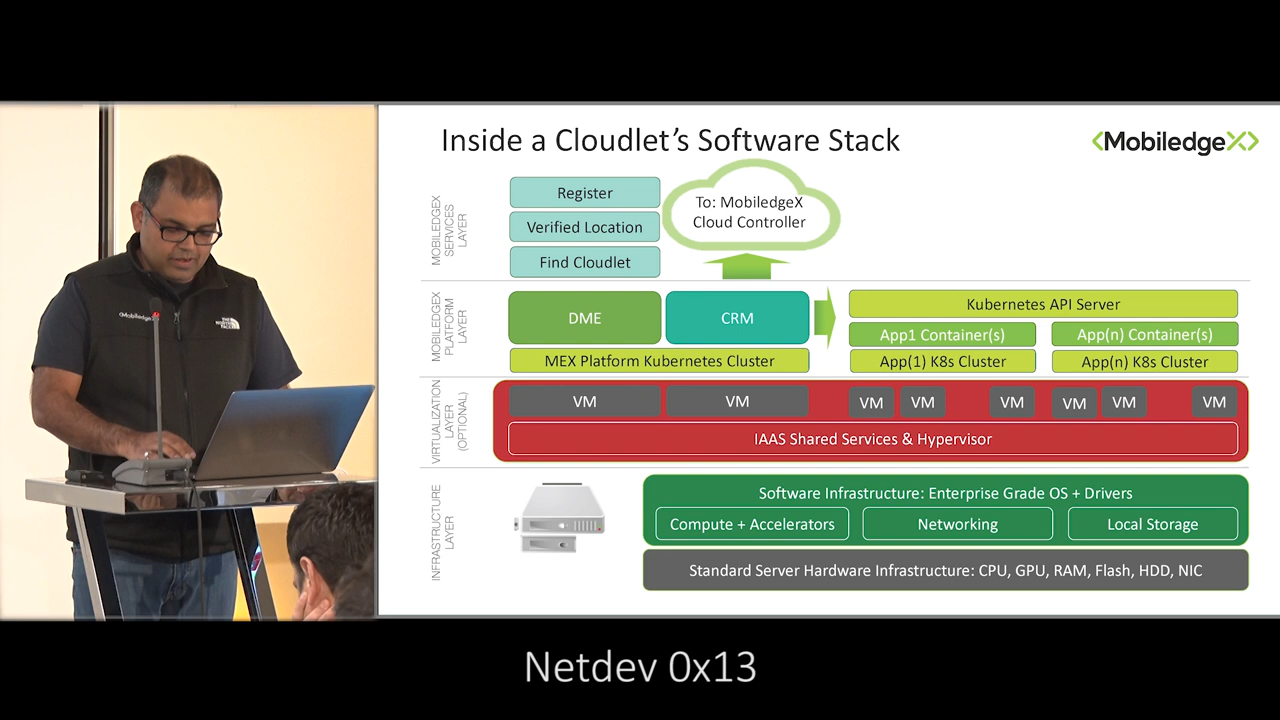 Inside a Cloudlet's Software Stack
<MobiledgeX>
MOBILEDGEX
SERVICES
LAYER
Register
Verified Location
Find Cloudlet
To: MobiledgeX
Cloud Controller
MOBILEDGEX
PLATFORM
LAYER
DME
CRM
MEX Platform Kubernetes Cluster
Kubernetes API Server
App1 Container(s)
App(n) Container(s)
App(1) K8s Cluster
App(n) K8s Cluster
VIRTUALIZATION
LAYER
(OPTIONAL)
VM
VM
VM
VM
VM
VM
VM
VM
IAAS Shared Services & Hypervisor
INFRASTRUCTURE
LAYER
Software Infrastructure: Enterprise Grade OS + Drivers
Compute + Accelerators
Networking
Local Storage
Standard Server Hardware Infrastructure: CPU, GPU, RAM, Flash, HDD, NIC
<MobiledgeX>
THE
NORTH
FACE
Netdev 0x13